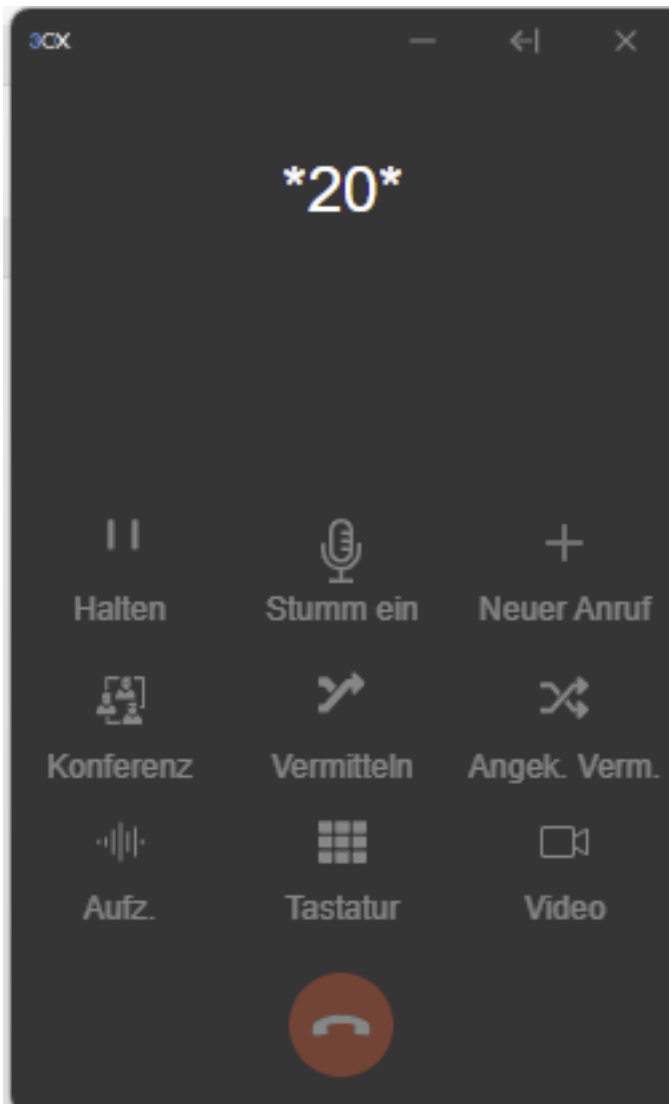 3CX
*20*
Halten Stumm ein Neuer Anruf
Konferenz Vermitteln Angek. Verm.
Aufz. Tastatur Video